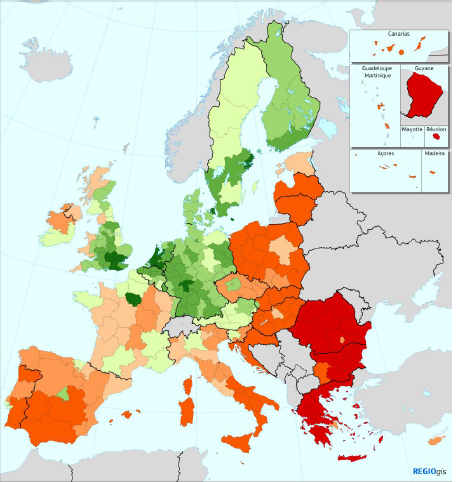 Canarias
Guadeloupe
Martinique
Guyane
Mayotte
Réunion
Açores
Madeira
REGIOgis